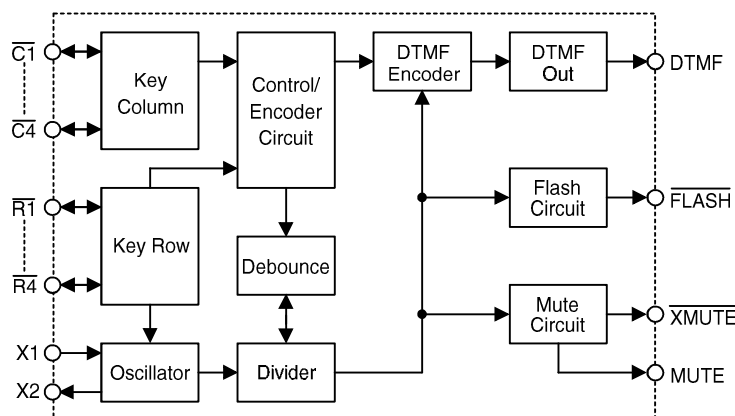 C1
Key
Column
Control/
Encoder
Circuit
DTMF
Encoder
DTMF
Out
DTMF
C4
R1
Key Row
Flash
Circuit
FLASH
Debounce
R4
Mute
Circuit
XMUTE
X1
Oscillator
Divider
MUTE
X2